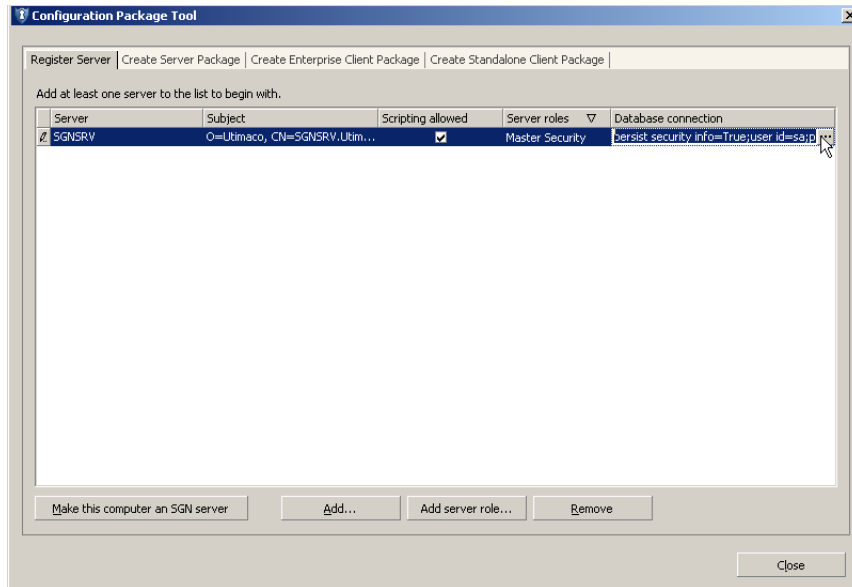 Configuration Package Tool
Register Server Create Server Package Create Enterprise Client Package Create Standalone Client Package
Add at least one server to the list to begin with.
Server Subject Scripting allowed Server roles Database connection
SGNSRV O=Utimaco, CN=SGNSRV.Utim... Master Security persist security info=True;user id=sa;p ...
Make this computer an SGN server Add... Add server role... Remove
Close